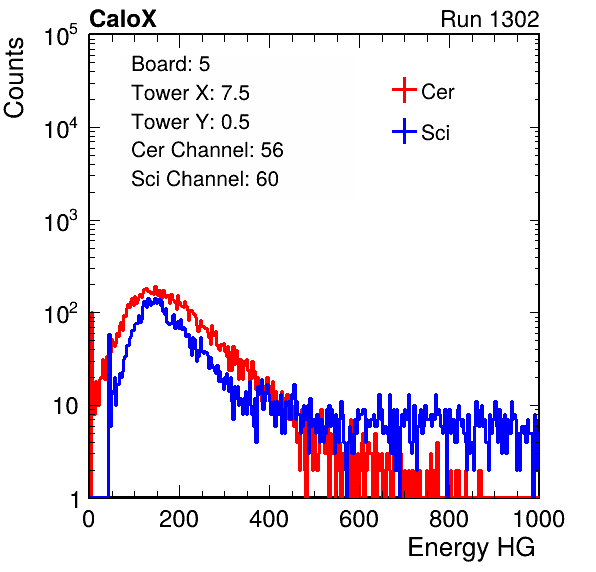 CaloX Run 1302
Counts
10^5
10^4
10^3
10^2
10
1
Board: 5
Tower X: 7.5
Tower Y: 0.5
Cer Channel: 56
Sci Channel: 60
Cer
Sci
0 200 400 600 800 1000
Energy HG